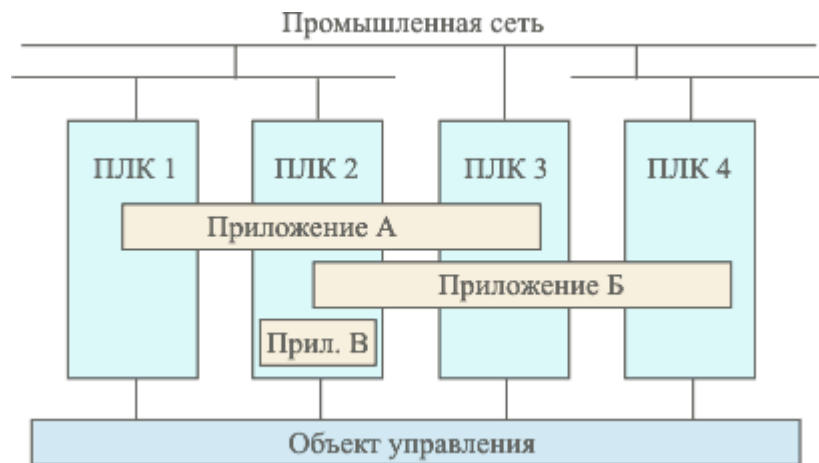 Промышленная сеть
ПЛК 1
ПЛК 2
ПЛК 3
ПЛК 4
Приложение А
Приложение Б
Прил. В
Объект управления